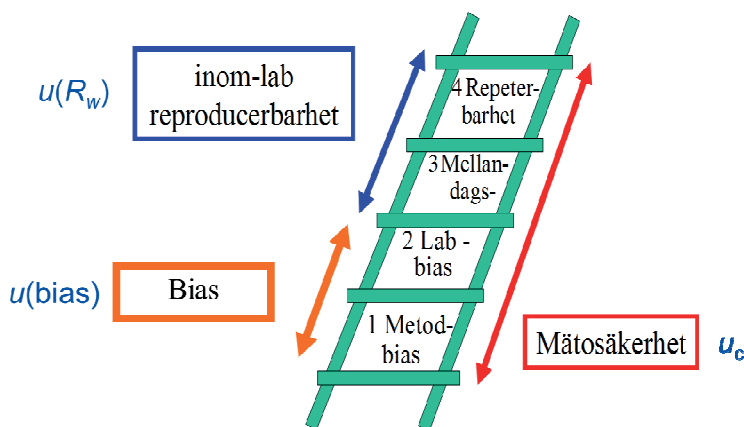 u(Rw)
inom-lab
reproducerbarhet
4 Repeter-
barhet
3 Mellan-
dags-
2 Lab -
bias
u(bias)
Bias
1 Metod-
bias
Mätosäkerhet
uc